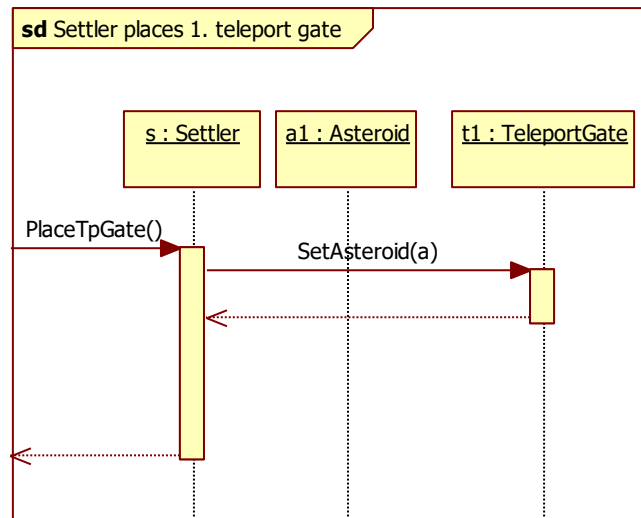 sd Settler places 1. teleport gate
s : Settler
a1 : Asteroid
t1 : TeleportGate
PlaceTpGate()
SetAsteroid(a)